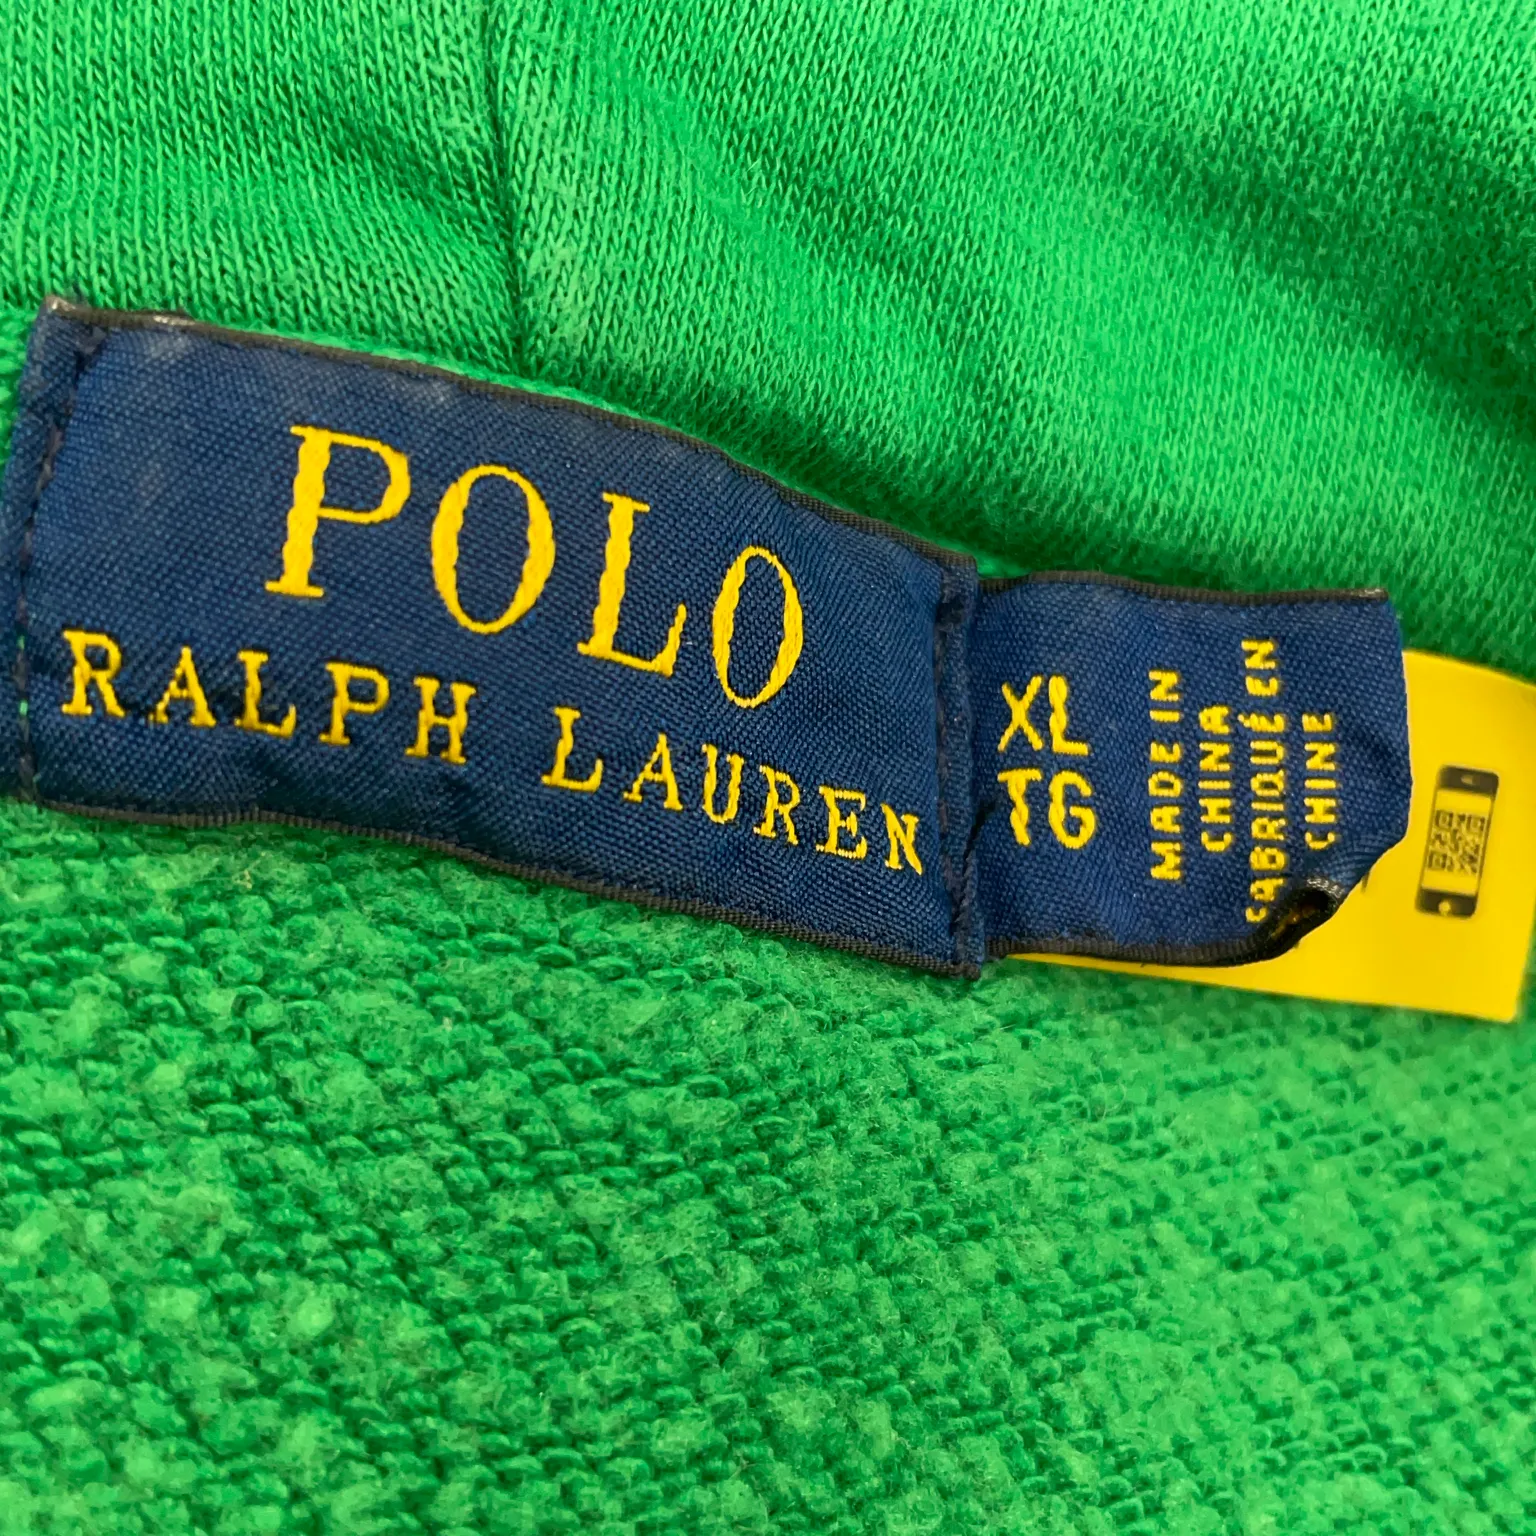 POLO
RALPH LAUREN
XL
TG
MADE IN
CHINA
FABRIQUÉ EN
CHINE